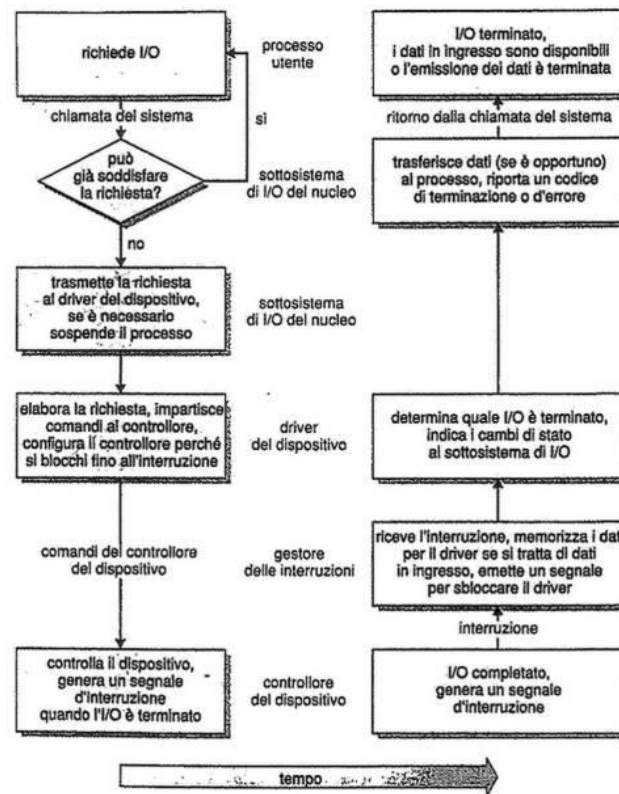 richiede I/O
processo
utente
I/O terminato,
i dati in ingresso sono disponibili
o l'emissione dei dati è terminata
chiamata del sistema
sì
ritorno dalla chiamata del sistema
può
già soddisfare
la richiesta?
sottosistema
di I/O del nucleo
trasferisce dati (se è opportuno)
al processo, riporta un codice
di terminazione o d'errore
no
trasmette la richiesta
al driver del dispositivo,
se è necessario
sospende il processo
sottosistema
di I/O del nucleo
elabora la richiesta, impartisce
comandi al controllore,
configura il controllore perché
si blocchi fino all'interruzione
driver
del dispositivo
determina quale I/O è terminato,
indica i cambi di stato
al sottosistema di I/O
comandi del controllore
del dispositivo
gestore
delle interruzioni
riceve l'interruzione, memorizza i dati
per il driver se si tratta di dati
in ingresso, emette un segnale
per sbloccare il driver
interruzione
controlla il dispositivo,
genera un segnale
d'interruzione
quando l'I/O è terminato
controllore
del dispositivo
I/O completato,
genera un segnale
d'interruzione
tempo